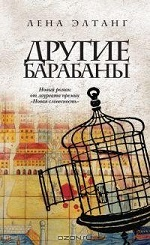 ЛЕНА ЭЛТАНГ
ДРУГИЕ
БАРАБАНЫ
Новый роман
от лауреата премии
«Новая словесность»